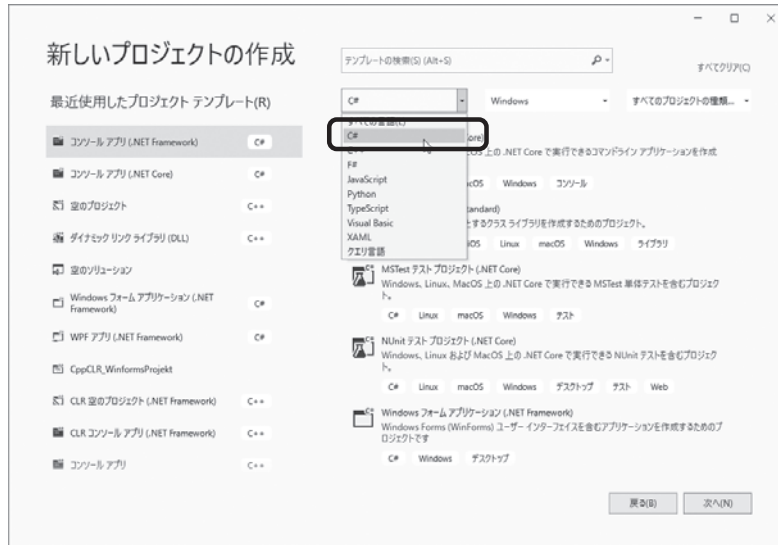 新しいプロジェクトの作成
テンプレートの検索(S) (Alt+S)
すべてクリア(C)
最近使用したプロジェクト テンプレート(R)
C#
Windows
すべてのプロジェクトの種類...
すべての言語(L)
C#
F#
JavaScript
Python
TypeScript
Visual Basic
XAML
クエリ言語
コンソール アプリ (.NET Framework) C#
コンソール アプリ (.NET Core) C#
空のプロジェクト C++
ダイナミック リンク ライブラリ (DLL) C++
空のソリューション
Windows フォーム アプリケーション (.NET
Framework) C#
WPF アプリ (.NET Framework) C#
CppCLR_WinformsProjekt
CLR 空のプロジェクト (.NET Framework) C++
CLR コンソール アプリ (.NET Framework) C++
コンソール アプリ C++
ore)
cOS 上の .NET Core で実行できるコマンドライン アプリケーションを作成
cOS Windows コンソール
andard)
とするクラス ライブラリを作成するためのプロジェクト。
iOS Linux macOS Windows ライブラリ
MSTest テスト プロジェクト (.NET Core)
Windows、Linux、MacOS 上の .NET Core で実行できる MSTest 単体テストを含むプロジェク
ト。
C# Linux macOS Windows テスト
NUnit テスト プロジェクト (.NET Core)
Windows、Linux および MacOS 上の .NET Core で実行できる NUnit テストを含むプロジェク
ト。
C# Linux macOS Windows デスクトップ テスト Web
Windows フォーム アプリケーション (.NET Framework)
Windows Forms (WinForms) ユーザー インターフェイスを含むアプリケーションを作成するためのプ
ロジェクトです
C# Windows デスクトップ
戻る(B)
次へ(N)